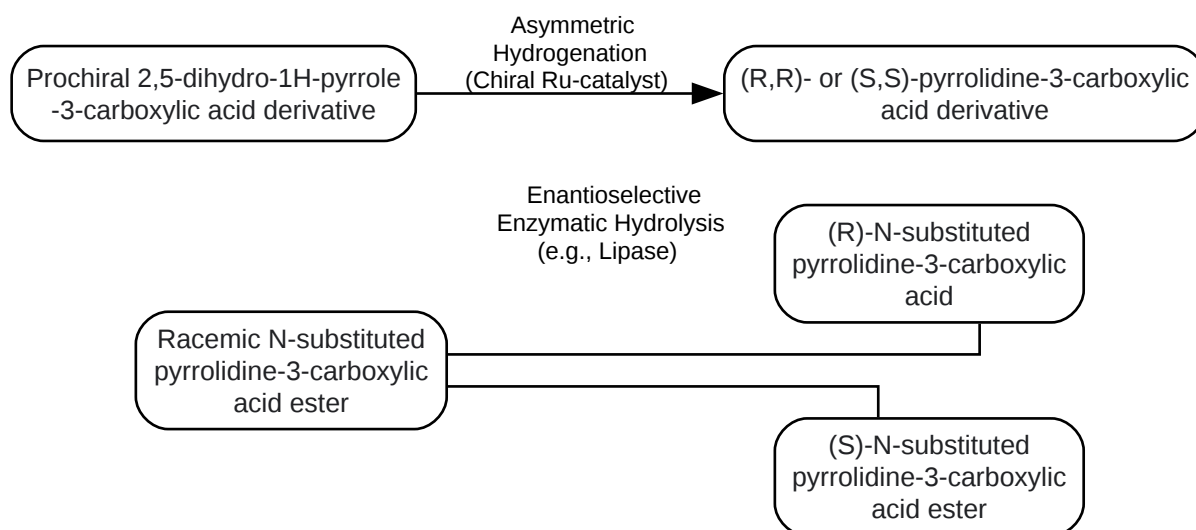 Asymmetric
Hydrogenation
(Chiral Ru-catalyst)
Prochiral 2,5-dihydro-1H-pyrrole
-3-carboxylic acid derivative
(R,R)- or (S,S)-pyrrolidine-3-carboxylic
acid derivative
Enantioselective
Enzymatic Hydrolysis
(e.g., Lipase)
(R)-N-substituted
pyrrolidine-3-carboxylic
acid
Racemic N-substituted
pyrrolidine-3-carboxylic
acid ester
(S)-N-substituted
pyrrolidine-3-carboxylic
acid ester